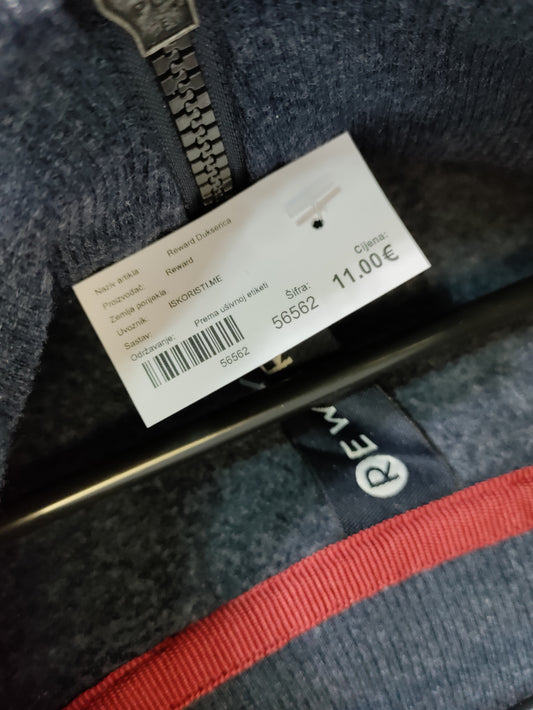 Naziv artikla Reward Dukserica
Proizvođač: Reward
Zemlja porijekla:
Uvoznik: ISKORISTI.ME
Sastav:
Održavanje: Prema ušivnoj etiketi
56562
Šifra:
56562
Cijena:
11.00€
REW